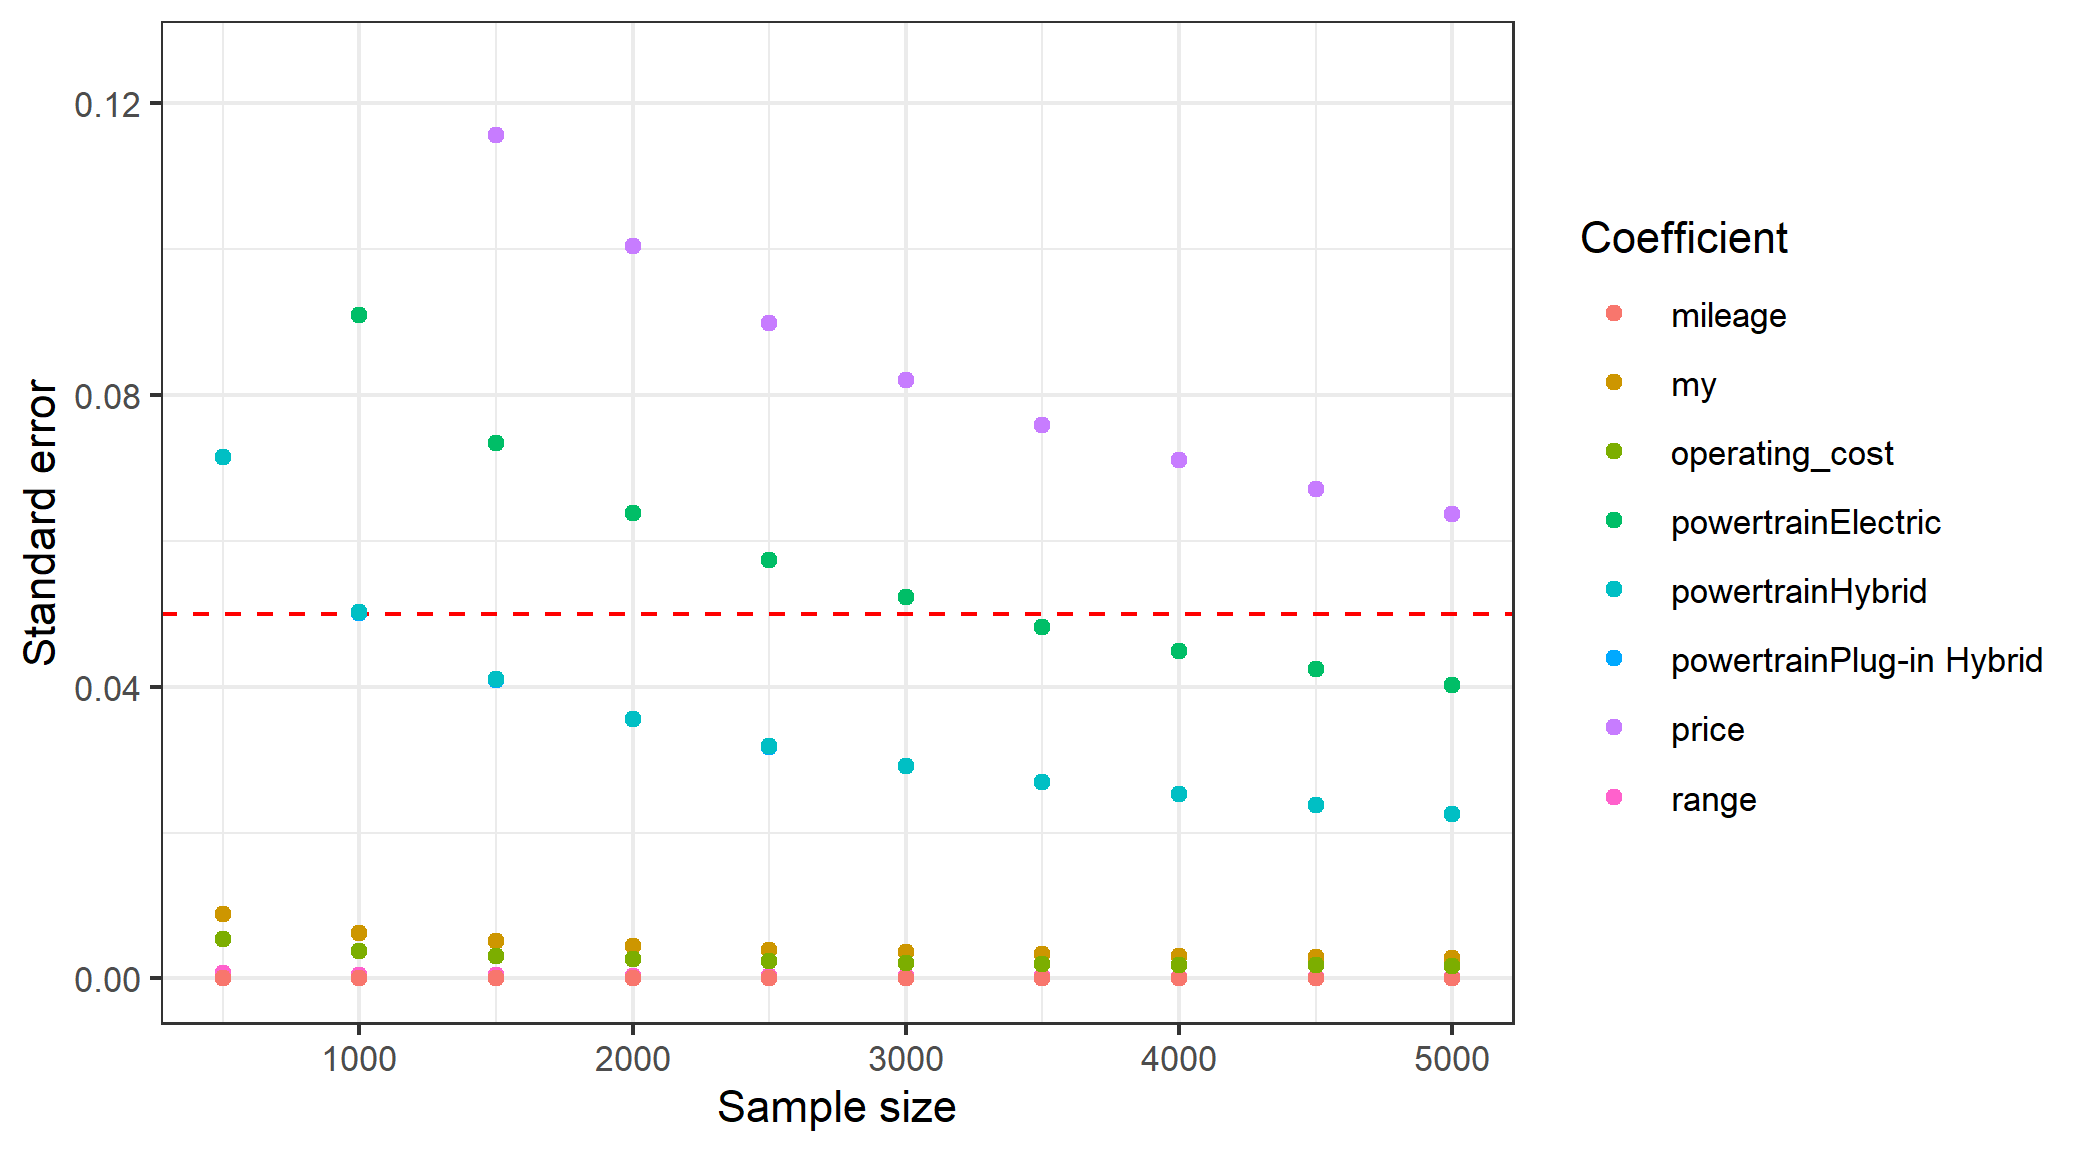 0.12
0.08
0.04
0.00
Standard error
1000
2000
3000
4000
5000
Sample size
Coefficient
mileage
my
operating_cost
powertrainElectric
powertrainHybrid
powertrainPlug-in Hybrid
price
range